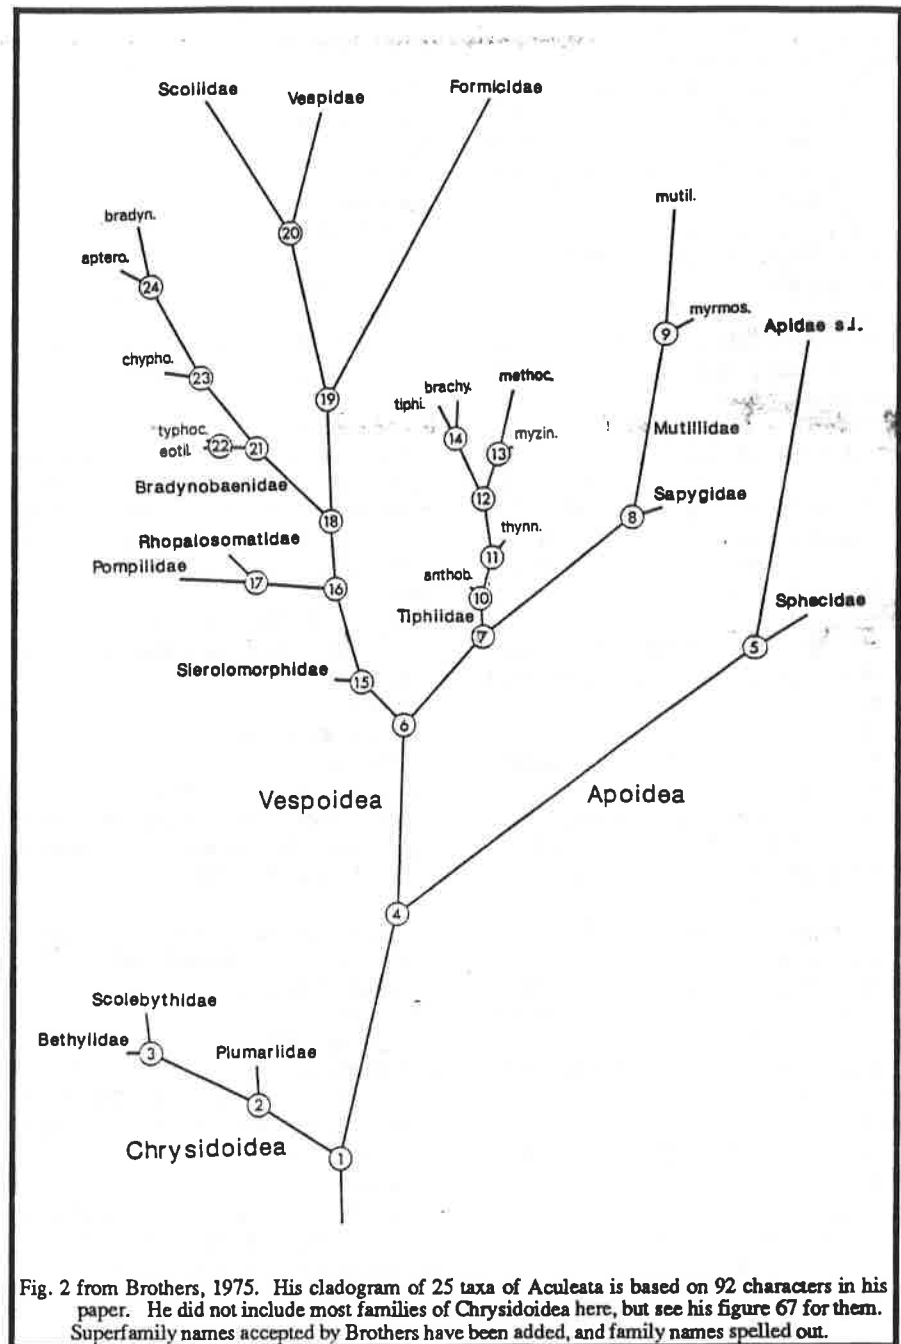 Scoliidae
Vespidae
Formicidae
bradyn.
mutil.
20
aptero.
24
myrmos.
9
Apidae s.l.
chypho.
23
methoc.
brachy.
19
tiphi.
typhoc.
22
21
14
13
myzin.
Mutillidae
eotil.
Bradynobaenidae
12
Sapygidae
18
8
Rhopalosomatidae
thynn.
11
Pompilidae
17
16
anthob.
10
Sphecidae
Tiphiidae
7
5
Sierolomorphidae
15
6
Vespoidea
Apoidea
4
Scolebythidae
Bethylidae
3
Plumariidae
2
Chrysidoidea
1
Fig. 2 from Brothers, 1975. His cladogram of 25 taxa of Aculeata is based on 92 characters in his
paper. He did not include most families of Chrysidoidea here, but see his figure 67 for them.
Superfamily names accepted by Brothers have been added, and family names spelled out.